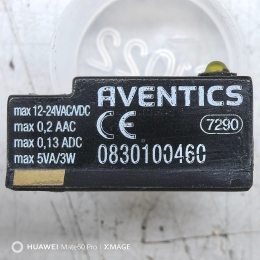 max 12-24VAC/VDC
max 0,2 AAC
max 0,13 ADC
max 5VA/3W
AVENTICS
CE 7290
0830100460
HUAWEI Mate50 Pro | XMAGE